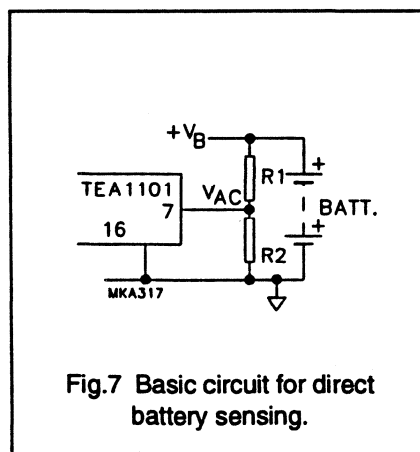 +VB
R1
+
TEA1101
VAC
7
BATT.
16
+
R2
MKA317
Fig.7 Basic circuit for direct
battery sensing.